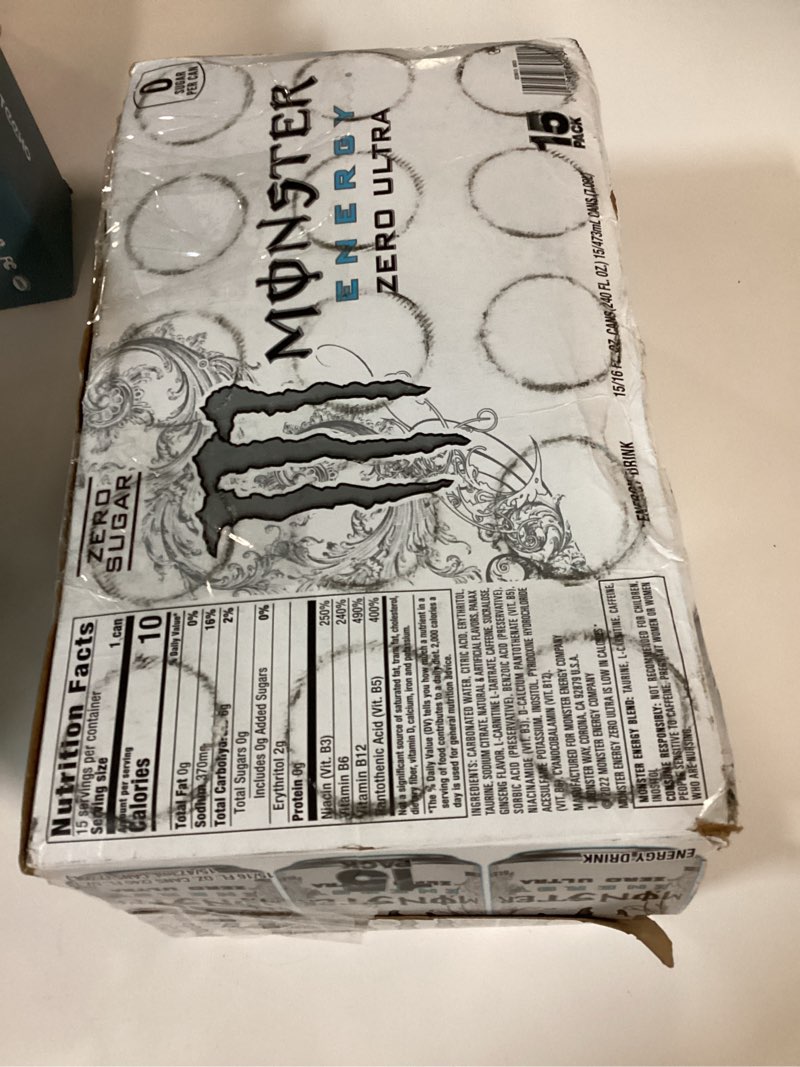 0
SUGAR
PER CAN
MONSTER
ENERGY
ZERO ULTRA
15
PACK
15/16 FL. OZ. CANS (240 FL. OZ.) 15/473mL CANS
ENERGY DRINK
ZERO
SUGAR
Nutrition Facts
15 servings per container
Serving size 1 can
Amount per serving
Calories 10
% Daily Value*
Total Fat 0g 0%
Sodium 370mg 16%
Total Carbohydrate 2%
Total Sugars 0g
Includes 0g Added Sugars 0%
Erythritol 2g
Protein 0g
Niacin (Vit. B3) 250%
Vitamin B6 240%
Vitamin B12 490%
Pantothenic Acid (Vit. B5) 400%
Not a significant source of saturated fat, trans fat, cholesterol,
dietary fiber, vitamin D, calcium, iron and potassium.
*The % Daily Value (DV) tells you how much a nutrient in a
serving of food contributes to a daily diet. 2,000 calories a
day is used for general nutrition advice.
INGREDIENTS: CARBONATED WATER, CITRIC ACID, ERYTHRITOL,
TAURINE, SODIUM CITRATE, NATURAL & ARTIFICIAL FLAVORS, PANAX
GINSENG FLAVOR, L-CARNITINE L-TARTRATE, CAFFEINE, SUCRALOSE,
SORBIC ACID (PRESERVATIVE), BENZOIC ACID (PRESERVATIVE),
NIACINAMIDE (VIT. B3), D-CALCIUM PANTOTHENATE (VIT. B5),
ACESULFAME POTASSIUM, INOSITOL, PYRIDOXINE HYDROCHLORIDE
(VIT. B6), CYANOCOBALAMIN (VIT. B12).
MANUFACTURED FOR MONSTER ENERGY COMPANY
1 MONSTER WAY, CORONA, CA 92879 U.S.A.
©2022 MONSTER ENERGY COMPANY
MONSTER ENERGY ZERO ULTRA IS LOW IN CALORIES
MONSTER ENERGY BLEND: TAURINE, L-CARNITINE, CAFFEINE,
INOSITOL
CONSUME RESPONSIBLY: NOT RECOMMENDED FOR CHILDREN,
PEOPLE SENSITIVE TO CAFFEINE, PREGNANT WOMEN OR WOMEN
WHO ARE NURSING.
ENERGY DRINK
15
PACK
ZERO ULTRA
ENERGY
MONSTER